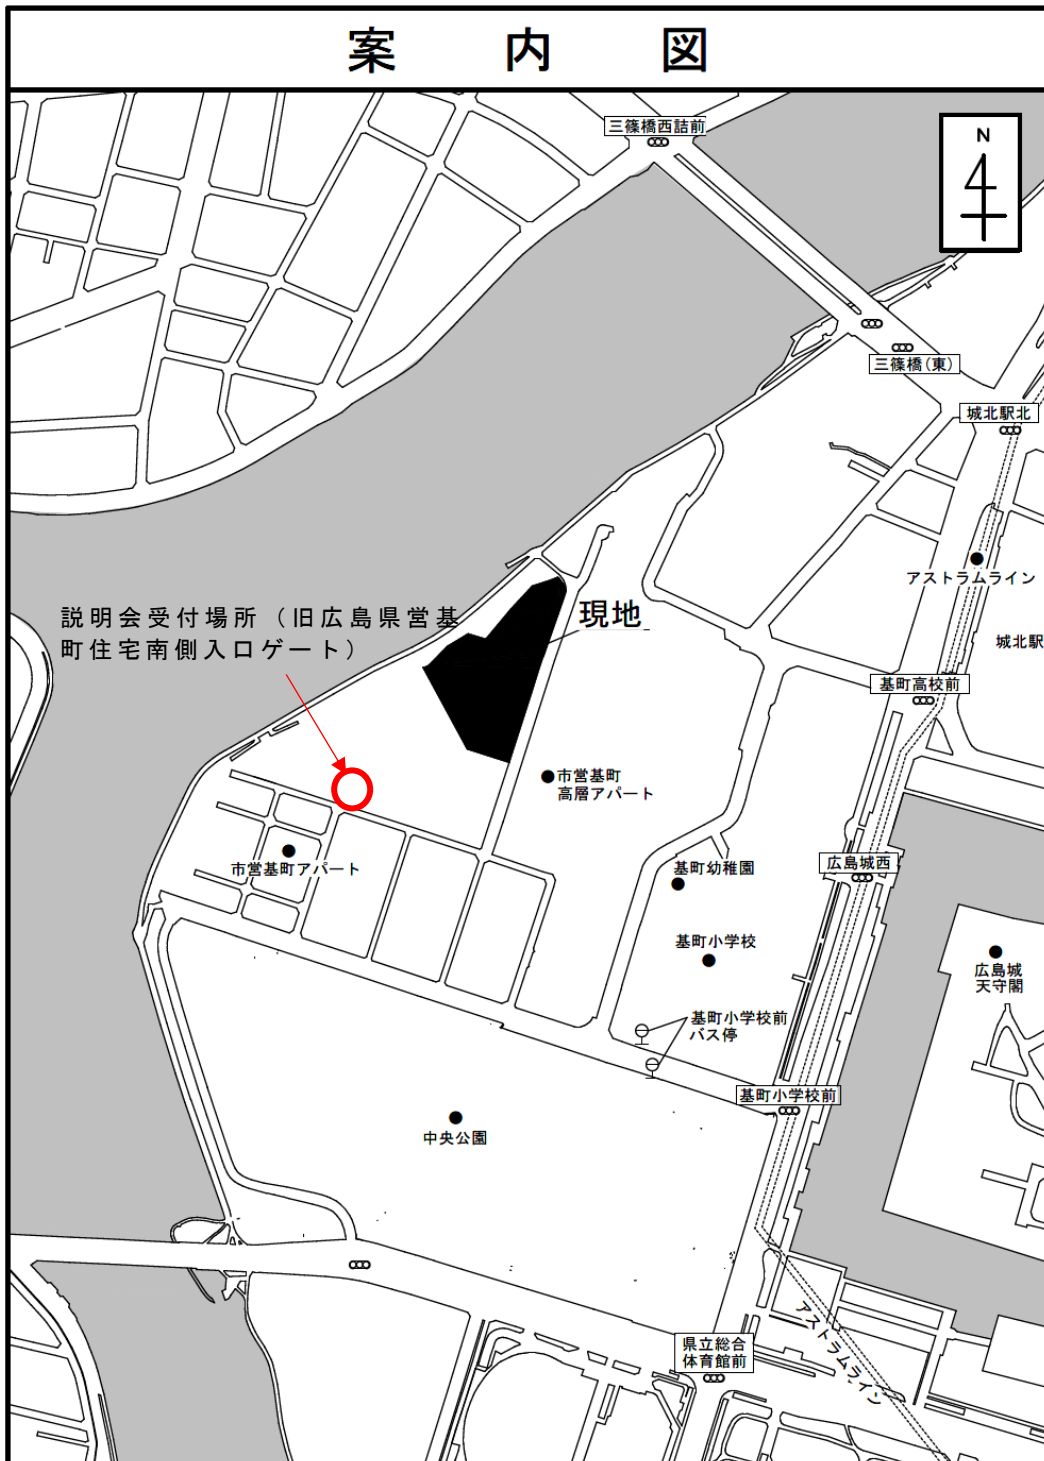 案内図
三篠橋西詰前
N
三篠橋(東)
城北駅北
アストラムライン
現地
説明会受付場所（旧広島県営基
町住宅南側入口ゲート）
城北駅
基町高校前
市営基町
高層アパート
市営基町アパート
基町幼稚園
広島城西
基町小学校
広島城
天守閣
基町小学校前
バス停
基町小学校前
中央公園
アストラムライン
県立総合
体育館前